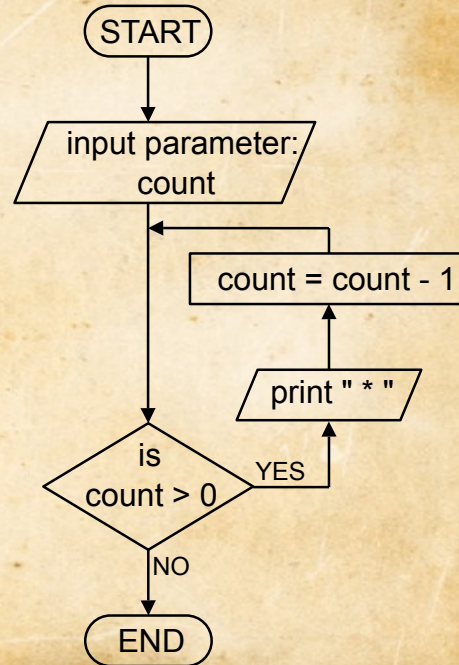 START
input parameter:
count
count = count - 1
print " * "
is
count > 0
YES
NO
END